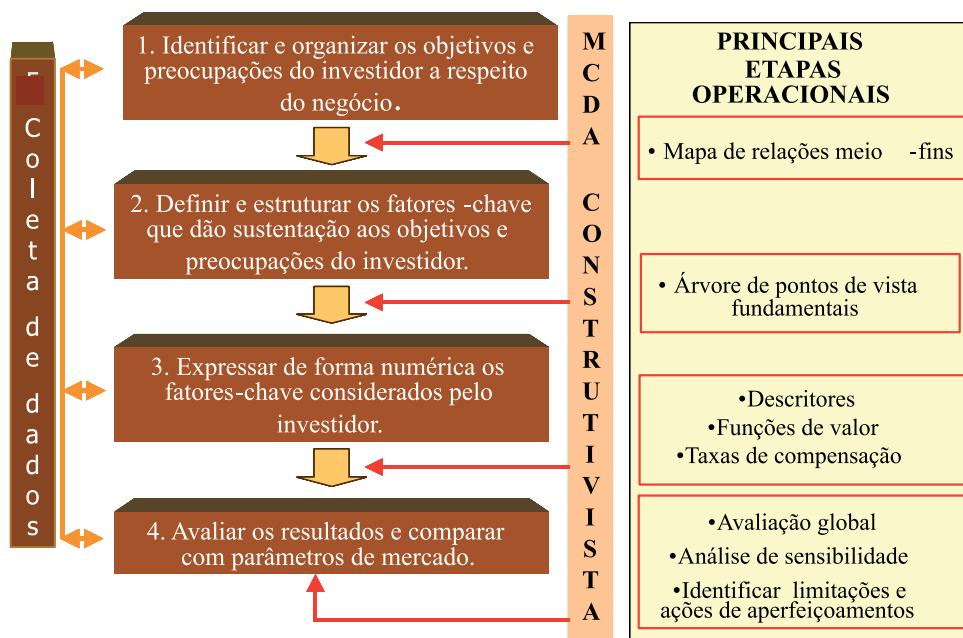 Coleta de dados
1. Identificar e organizar os objetivos e
preocupações do investidor a respeito
do negócio.
2. Definir e estruturar os fatores -chave
que dão sustentação aos objetivos e
preocupações do investidor.
3. Expressar de forma numérica os
fatores-chave considerados pelo
investidor.
4. Avaliar os resultados e comparar
com parâmetros de mercado.
MCDA CONSTRUTIVISTA
PRINCIPAIS
ETAPAS
OPERACIONAIS
• Mapa de relações meio -fins
• Árvore de pontos de vista
fundamentais
•Descritores
•Funções de valor
•Taxas de compensação
•Avaliação global
•Análise de sensibilidade
•Identificar limitações e
ações de aperfeiçoamentos